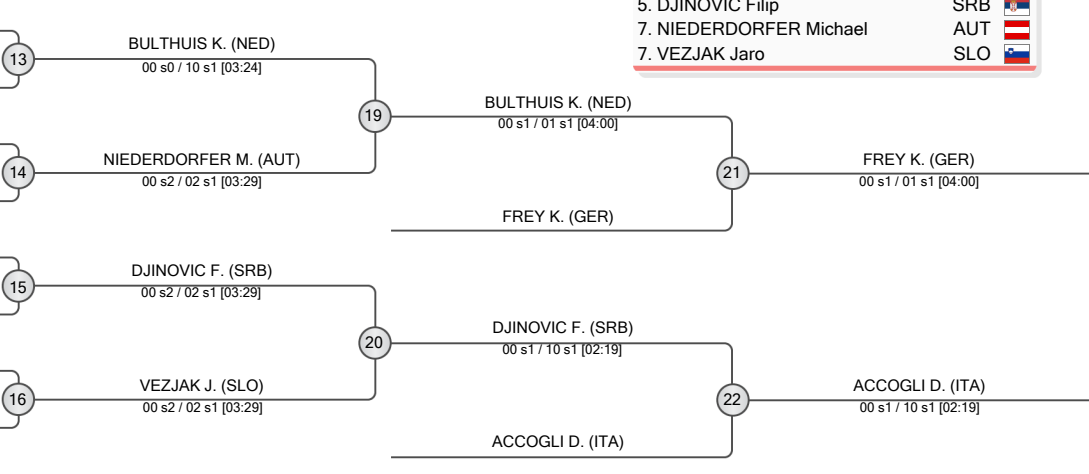 5. DJINOVIC Filip SRB
7. NIEDERDORFER Michael AUT
7. VEZJAK Jaro SLO
13
BULTHUIS K. (NED)
00 s0 / 10 s1 [03:24]
19
BULTHUIS K. (NED)
00 s1 / 01 s1 [04:00]
14
NIEDERDORFER M. (AUT)
00 s2 / 02 s1 [03:29]
21
FREY K. (GER)
00 s1 / 01 s1 [04:00]
FREY K. (GER)
15
DJINOVIC F. (SRB)
00 s2 / 02 s1 [03:29]
20
DJINOVIC F. (SRB)
00 s1 / 10 s1 [02:19]
16
VEZJAK J. (SLO)
00 s2 / 02 s1 [03:29]
22
ACCOGLI D. (ITA)
00 s1 / 10 s1 [02:19]
ACCOGLI D. (ITA)